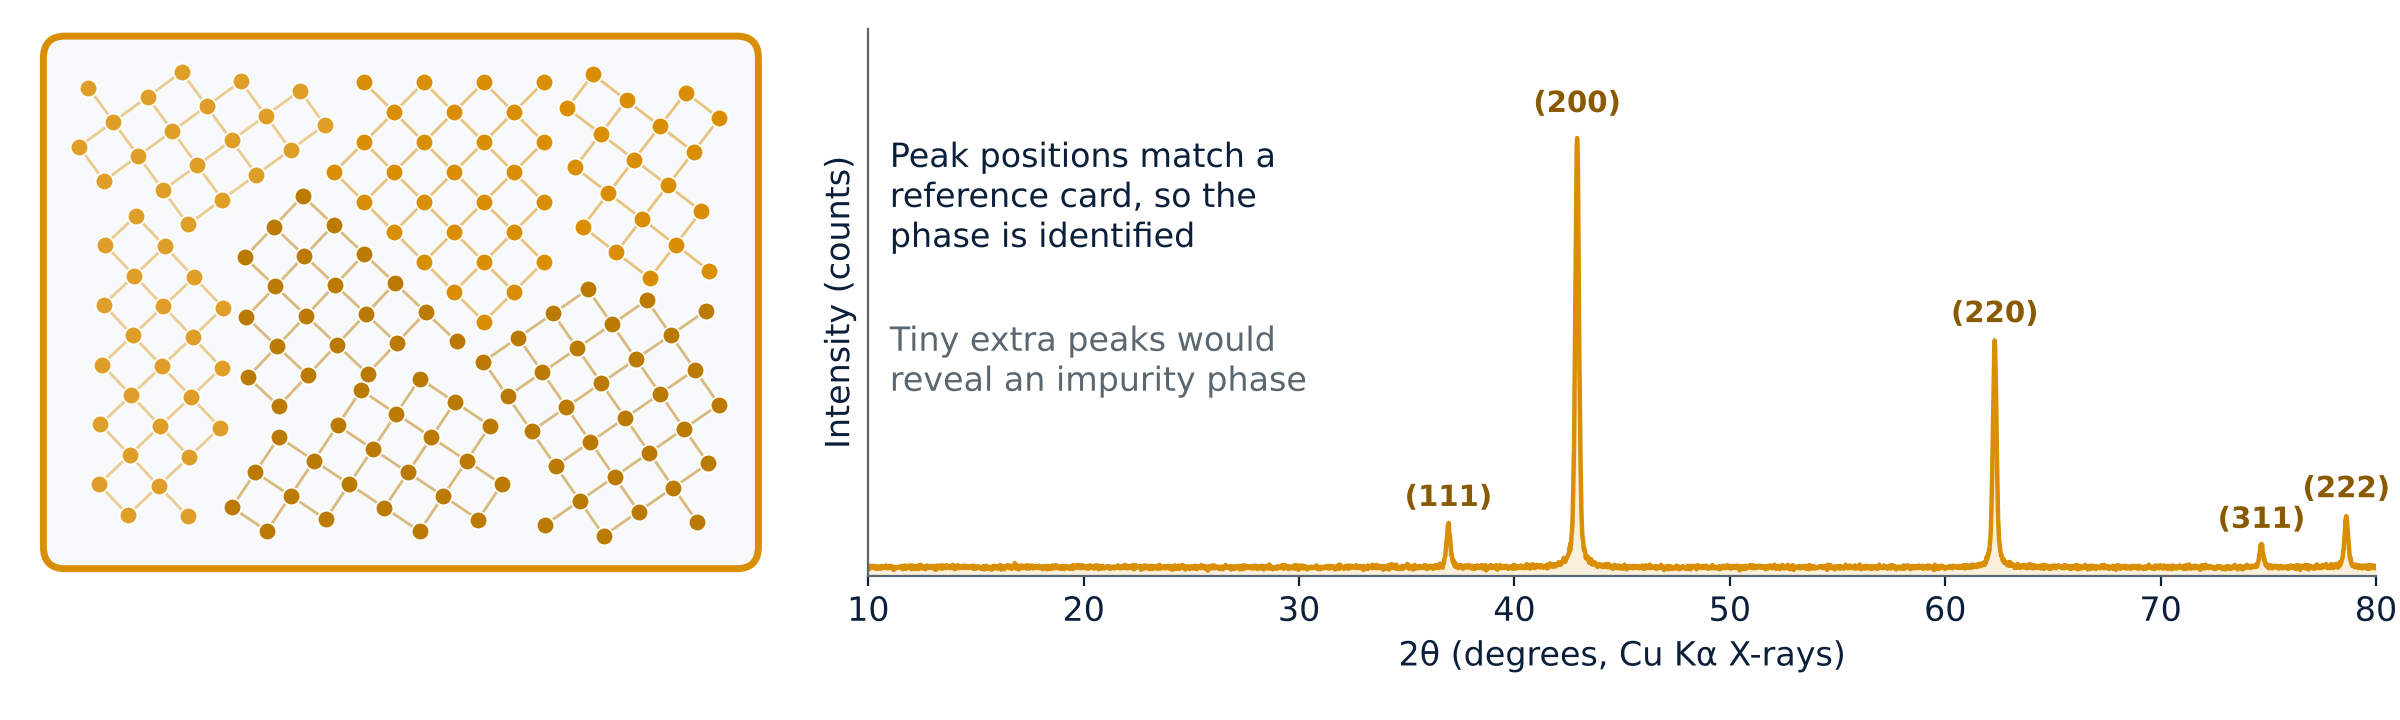 Peak positions match a
reference card, so the
phase is identified
Tiny extra peaks would
reveal an impurity phase
(111)
(200)
(220)
(311)
(222)
Intensity (counts)
10 20 30 40 50 60 70 80
2θ (degrees, Cu Kα X-rays)